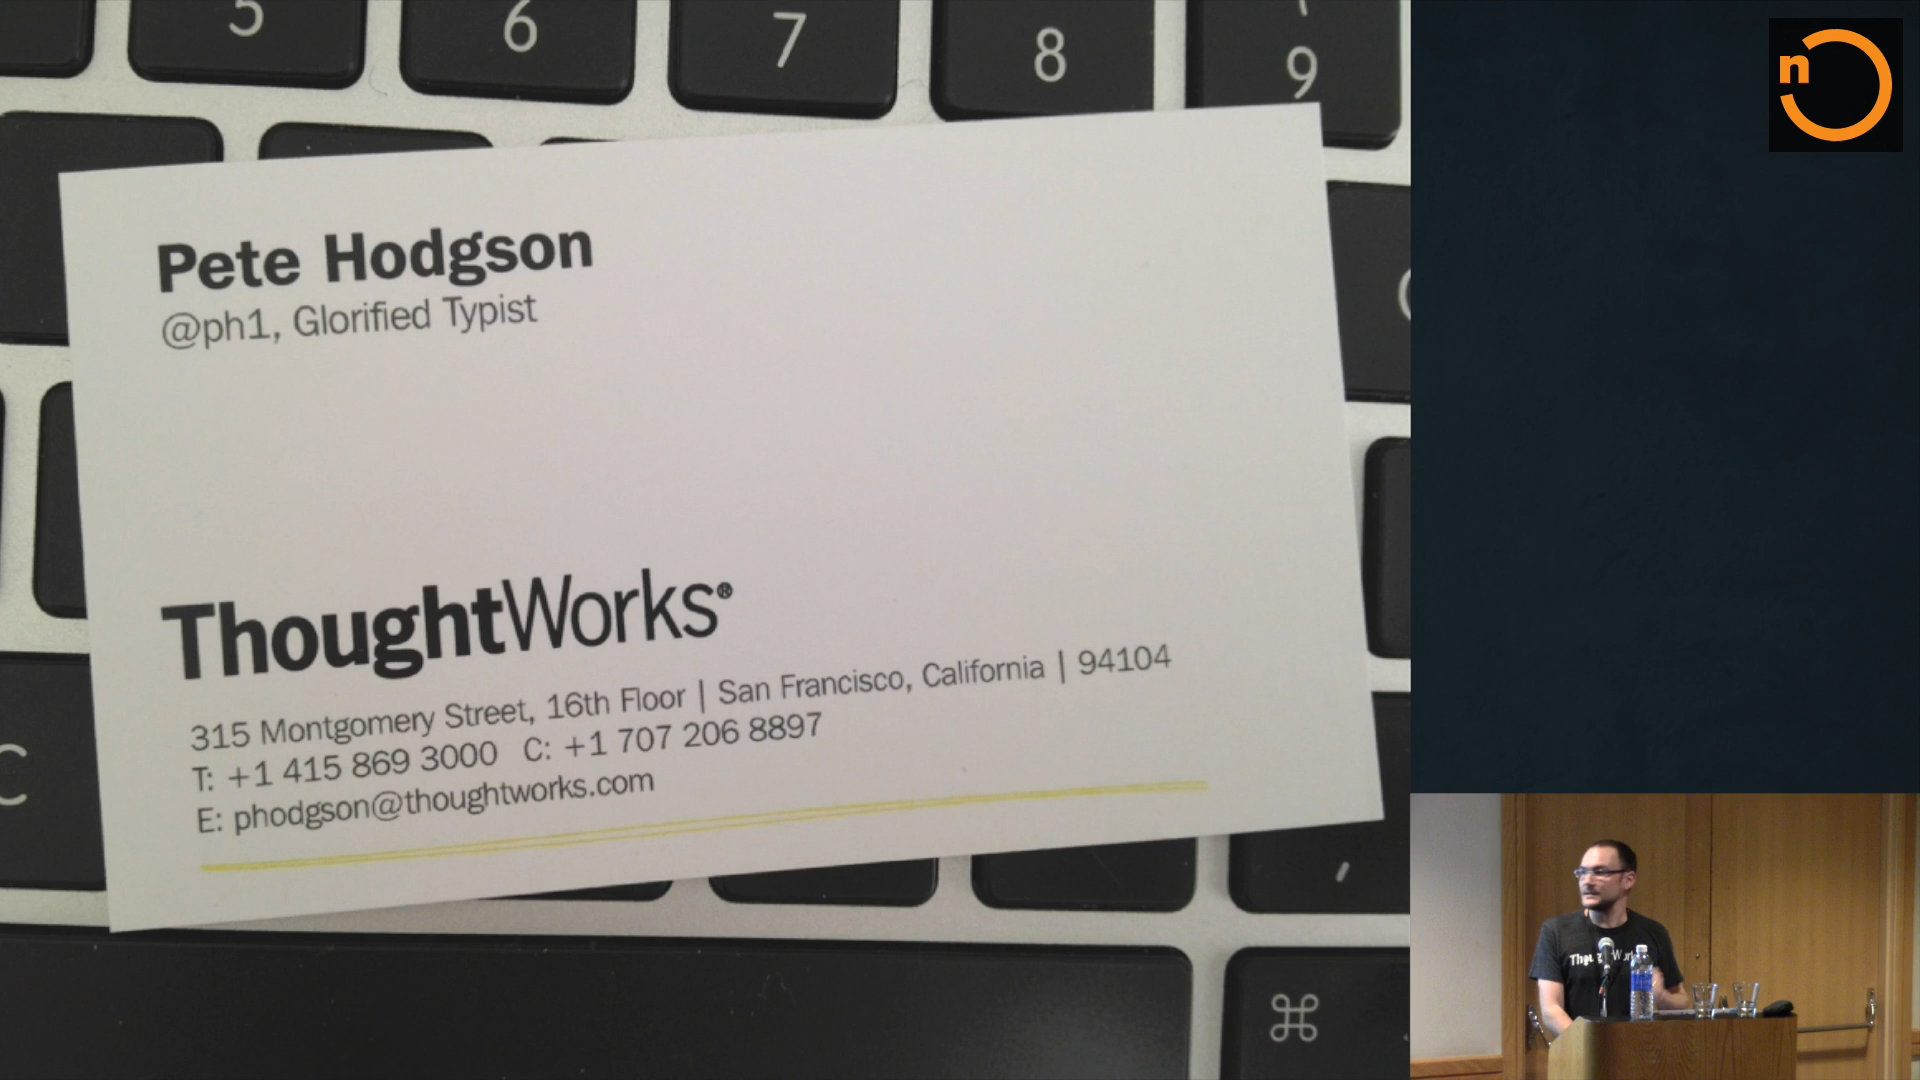 5
6
7
8
9
n
Pete Hodgson
@ph1, Glorified Typist
ThoughtWorks®
315 Montgomery Street, 16th Floor | San Francisco, California | 94104
T: +1 415 869 3000 C: +1 707 206 8897
E: phodgson@thoughtworks.com
C
,
⌘
ThoughtWorks